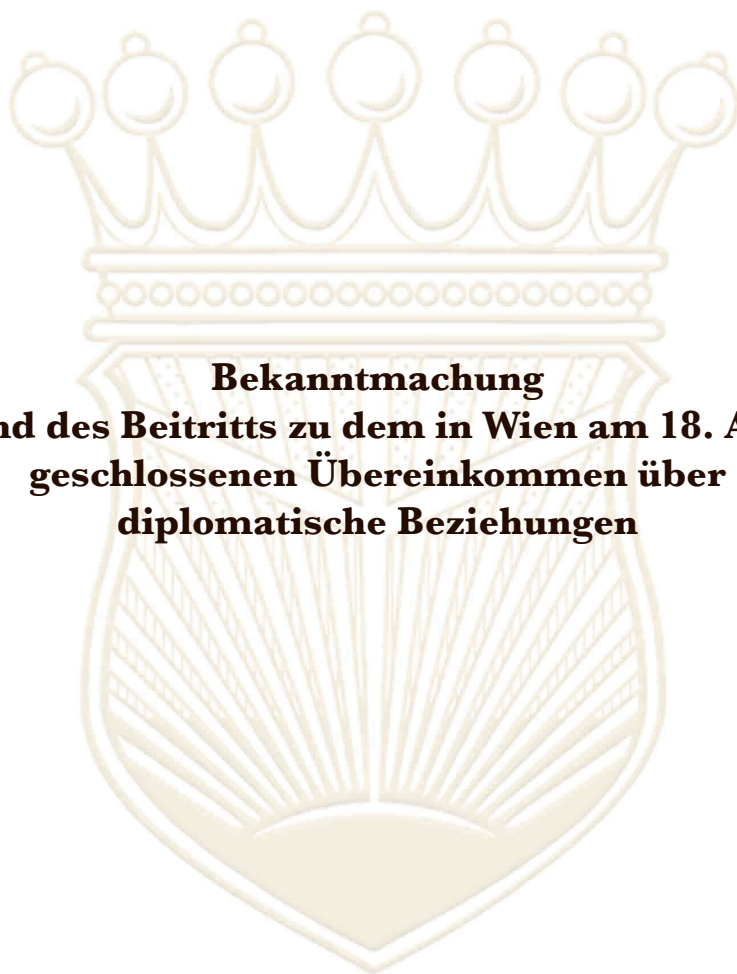 Bekanntmachung
nd des Beitritts zu dem in Wien am 18. A
geschlossenen Übereinkommen über
diplomatische Beziehungen